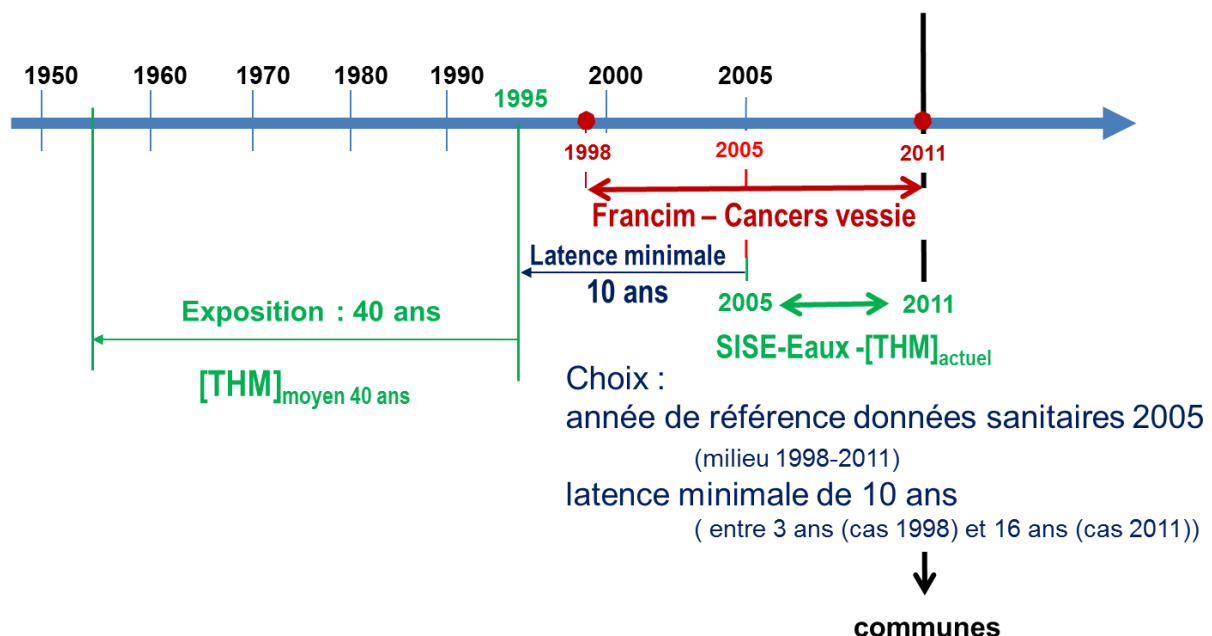 1950 1960 1970 1980 1990 2000 2005
1995
1998 2005 2011
Francim – Cancers vessie
Latence minimale
10 ans
2005 2011
Exposition : 40 ans
SISE-Eaux -[THM]actuel
[THM]moyen 40 ans
Choix :
année de référence données sanitaires 2005
(milieu 1998-2011)
latence minimale de 10 ans
( entre 3 ans (cas 1998) et 16 ans (cas 2011))
communes